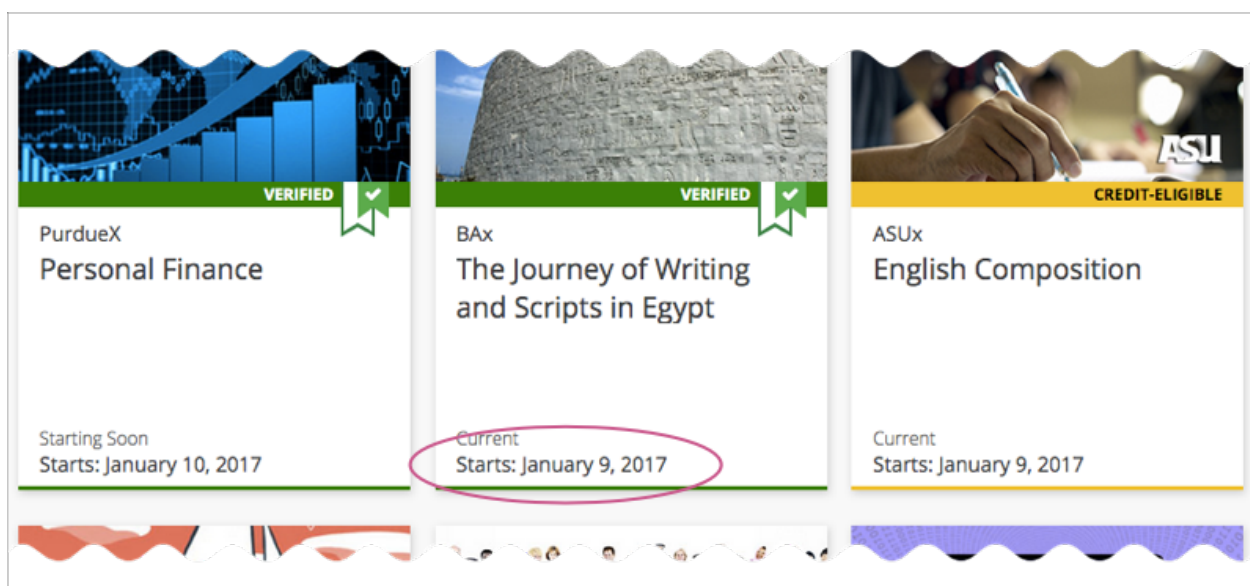 VERIFIED
PurdueX
Personal Finance
Starting Soon
Starts: January 10, 2017
VERIFIED
BAx
The Journey of Writing
and Scripts in Egypt
Current
Starts: January 9, 2017
ASU
CREDIT-ELIGIBLE
ASUx
English Composition
Current
Starts: January 9, 2017